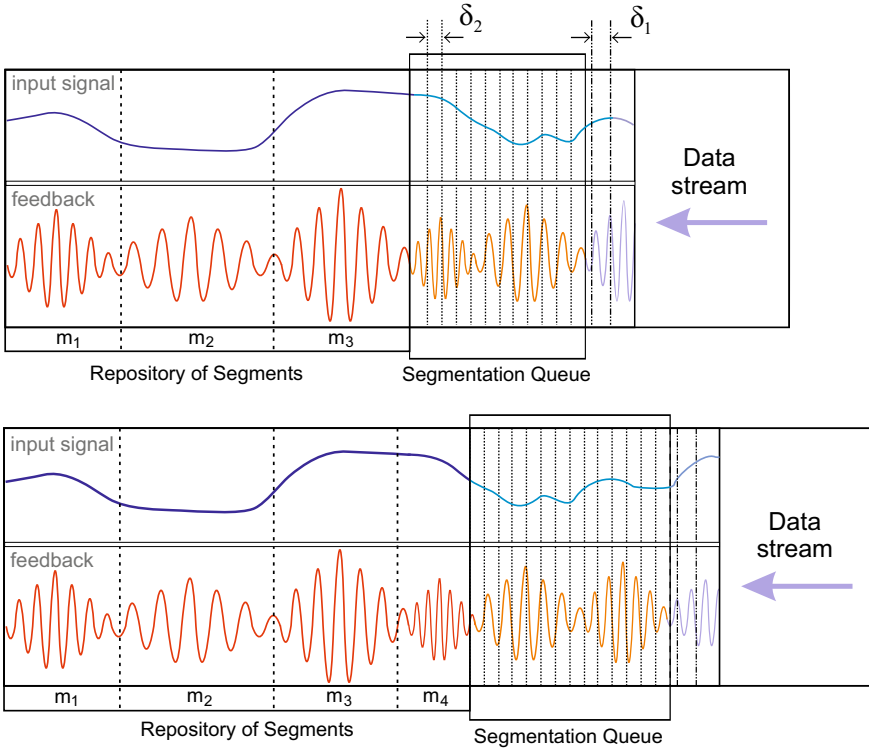 δ2 δ1
input signal
Data
stream
feedback
m1 m2 m3
Repository of Segments Segmentation Queue
input signal
Data
stream
feedback
m1 m2 m3 m4
Repository of Segments Segmentation Queue